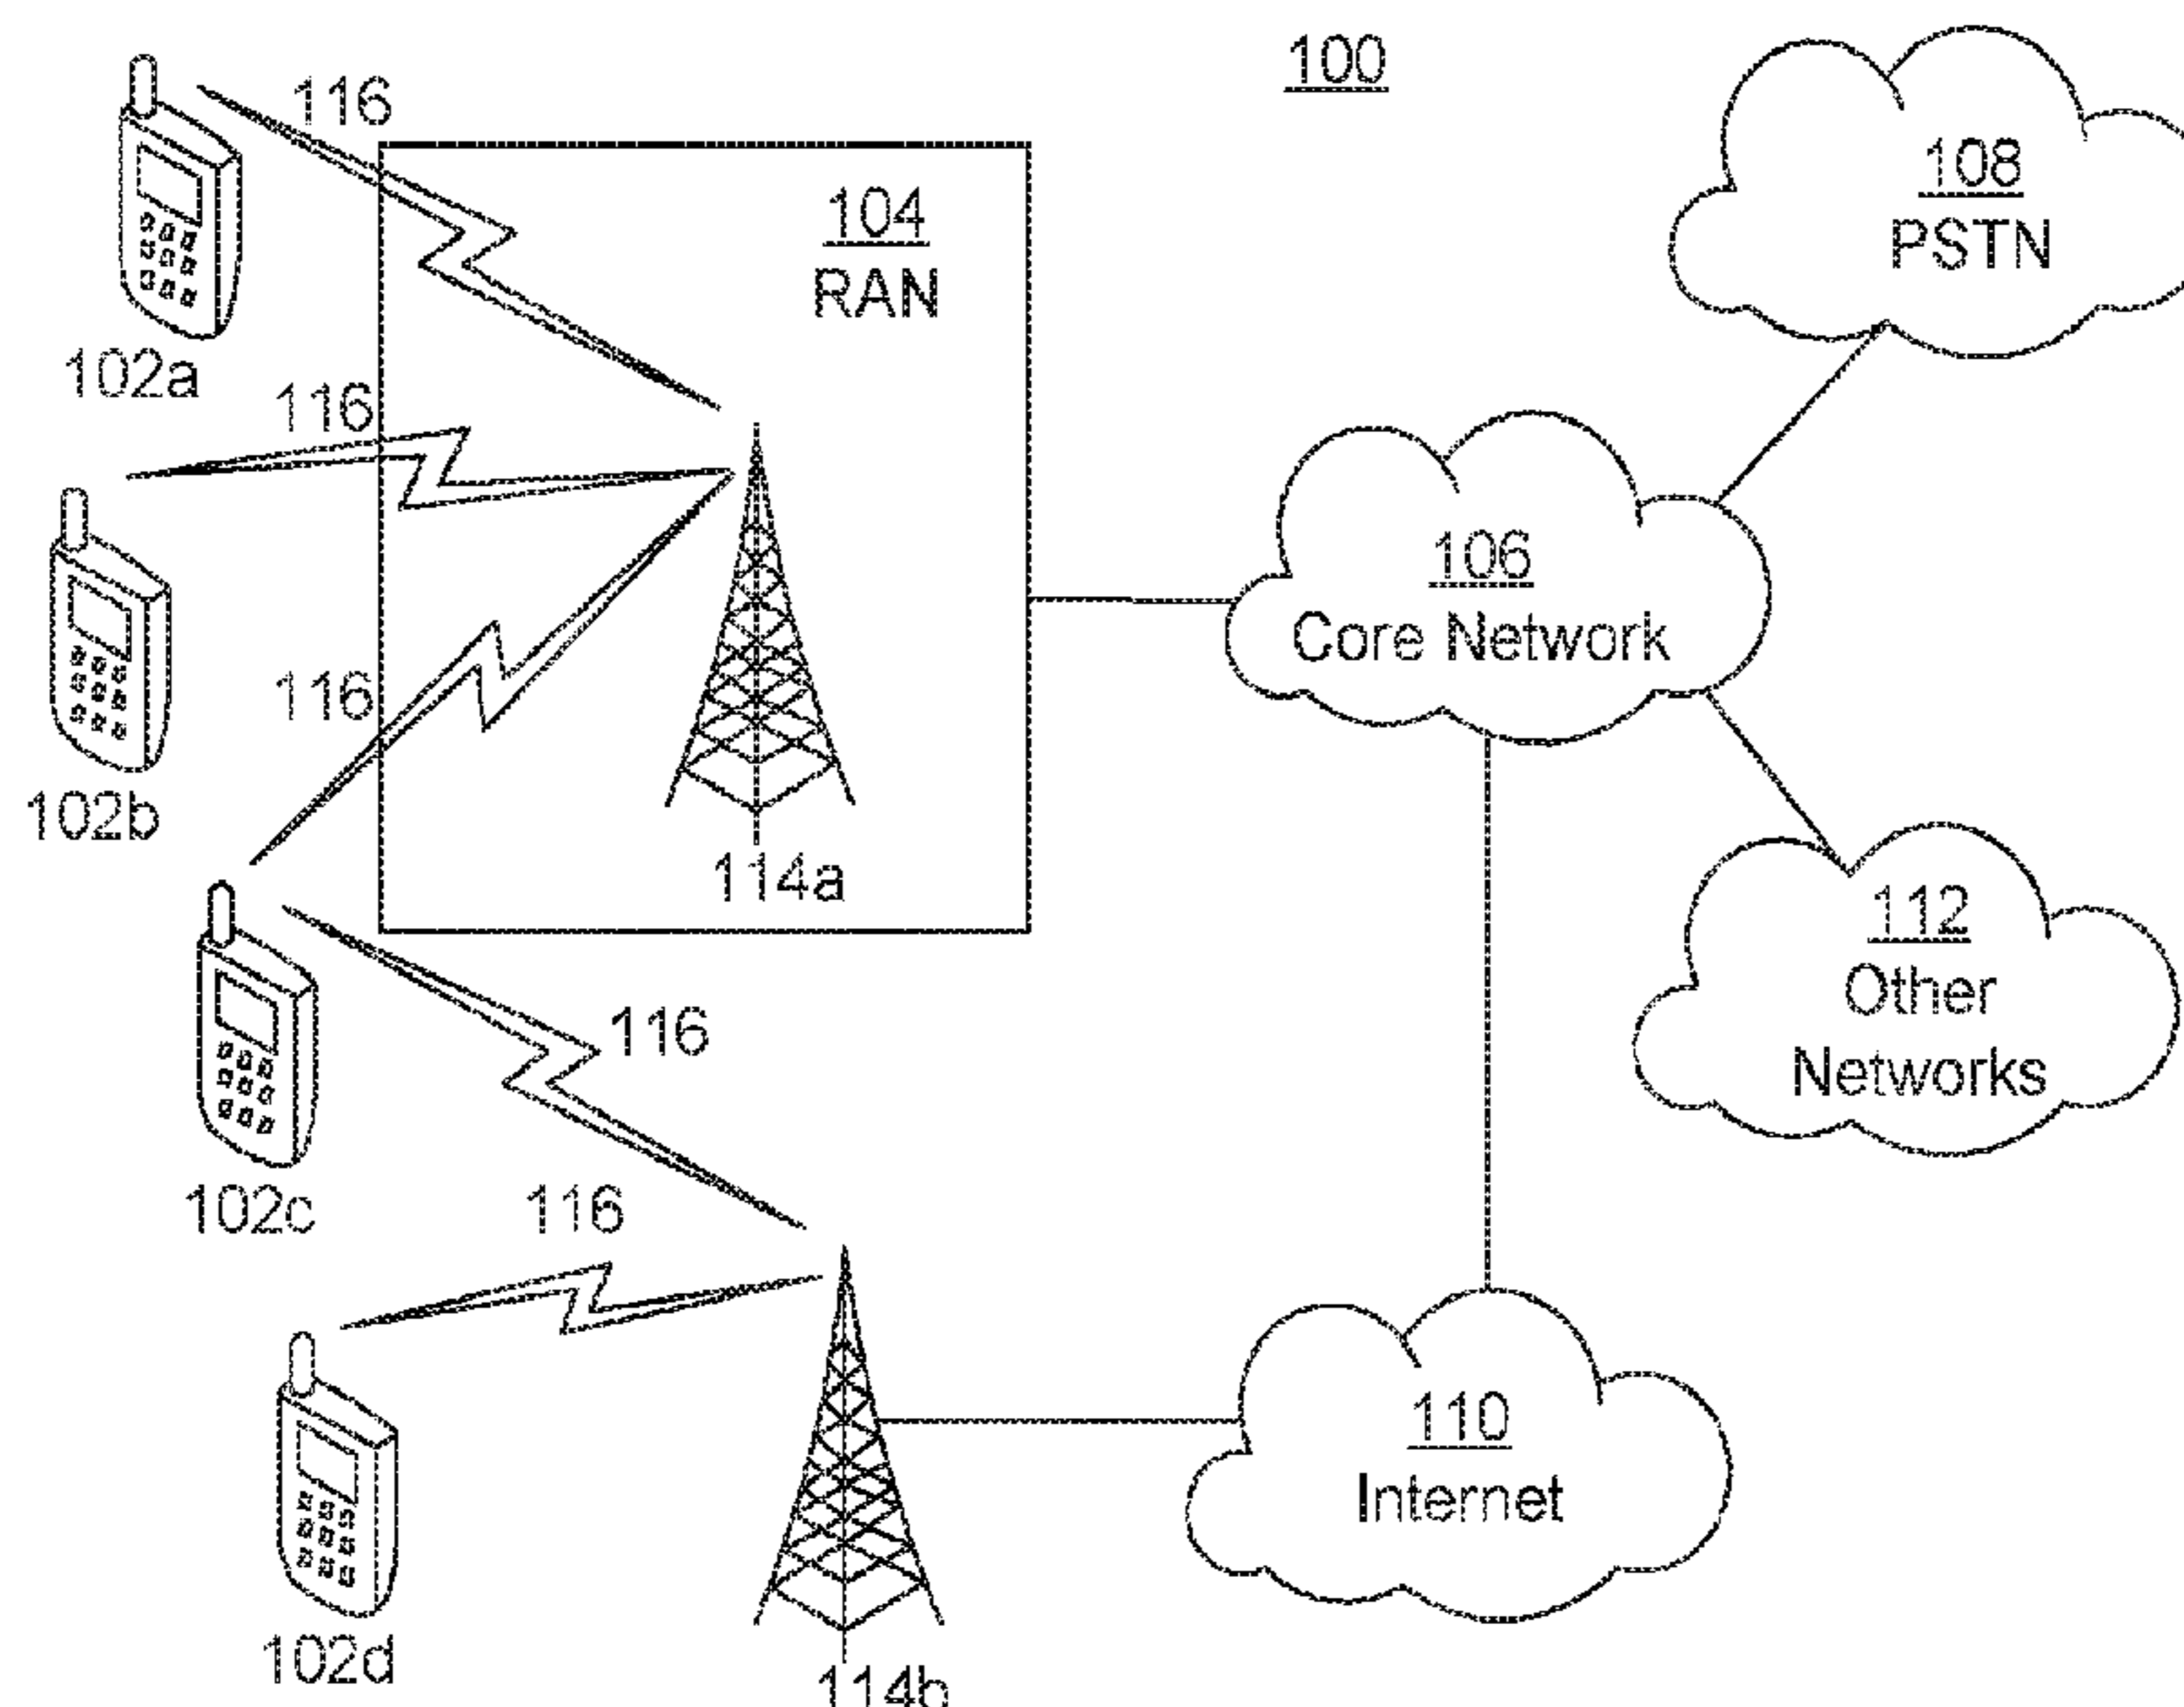 100
116
108
PSTN
104
RAN
102a
116
106
Core Network
116
102b
114a
112
Other
Networks
116
102c
116
110
Internet
102d
114b